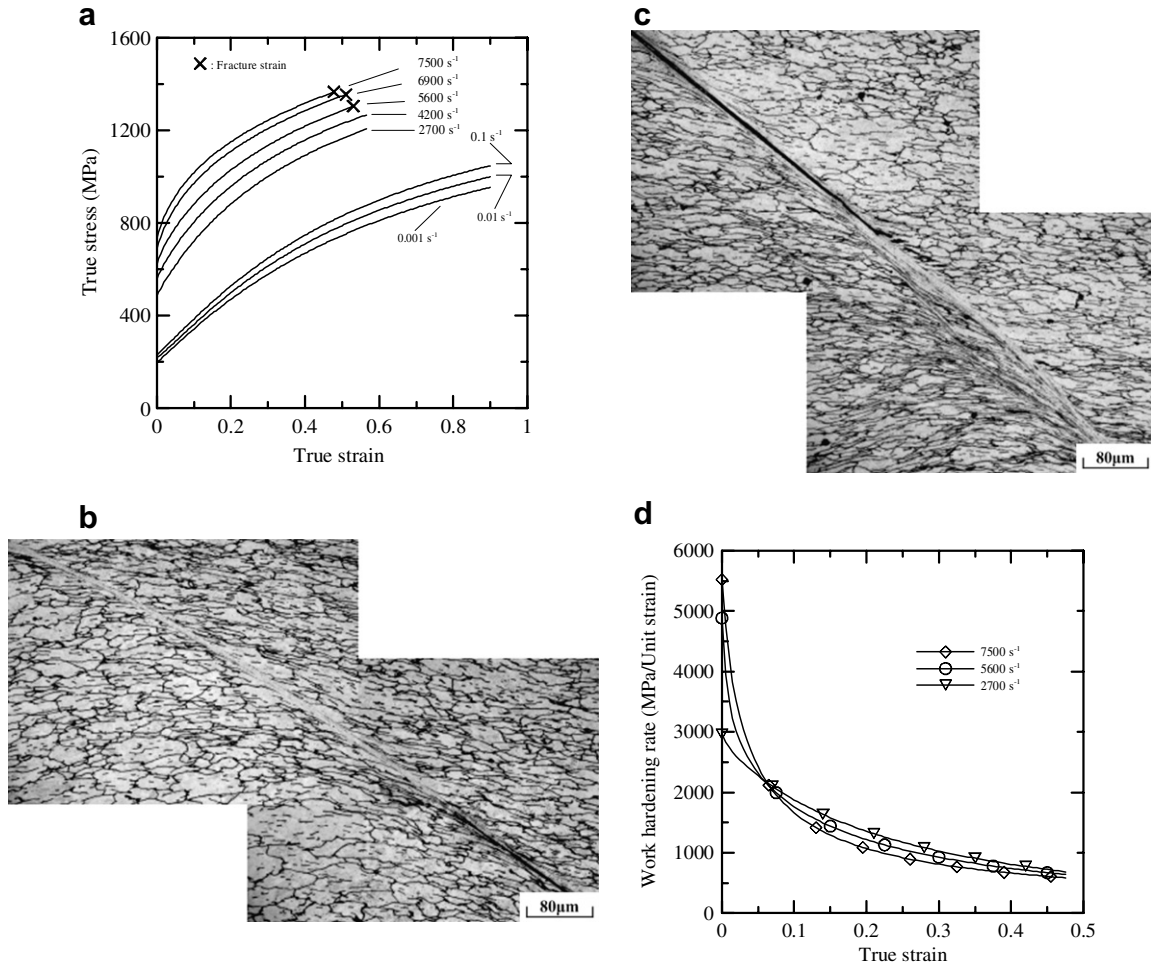 a
1600
1200
800
400
0
True stress (MPa)
0 0.2 0.4 0.6 0.8 1
True strain
✕ : Fracture strain
7500 s⁻¹
6900 s⁻¹
5600 s⁻¹
4200 s⁻¹
2700 s⁻¹
0.1 s⁻¹
0.01 s⁻¹
0.001 s⁻¹
c
80μm
b
80μm
d
6000
5000
4000
3000
2000
1000
0
Work hardening rate (MPa/Unit strain)
0 0.1 0.2 0.3 0.4 0.5
True strain
7500 s⁻¹
5600 s⁻¹
2700 s⁻¹